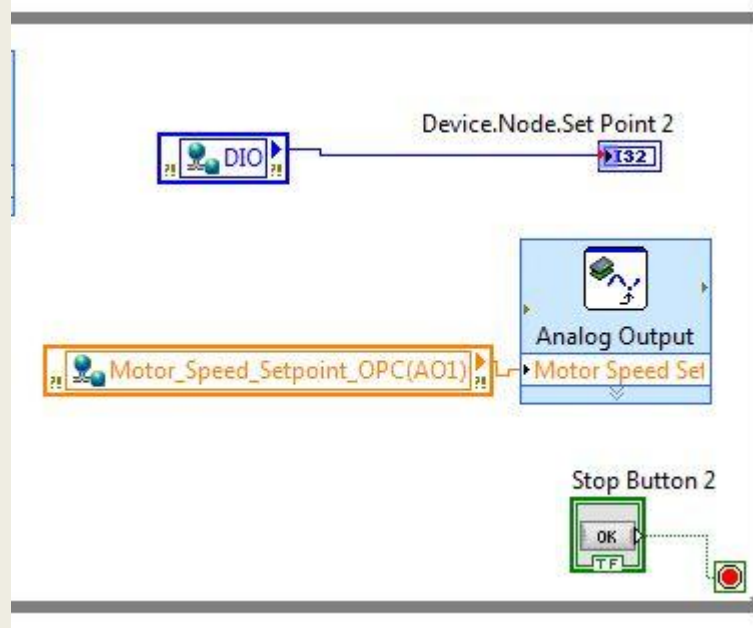 Device.Node.Set Point 2
?! DIO ?!
I32
Analog Output
?! Motor_Speed_Setpoint_OPC(AO1) ?!
Motor Speed Set
Stop Button 2
OK
TF